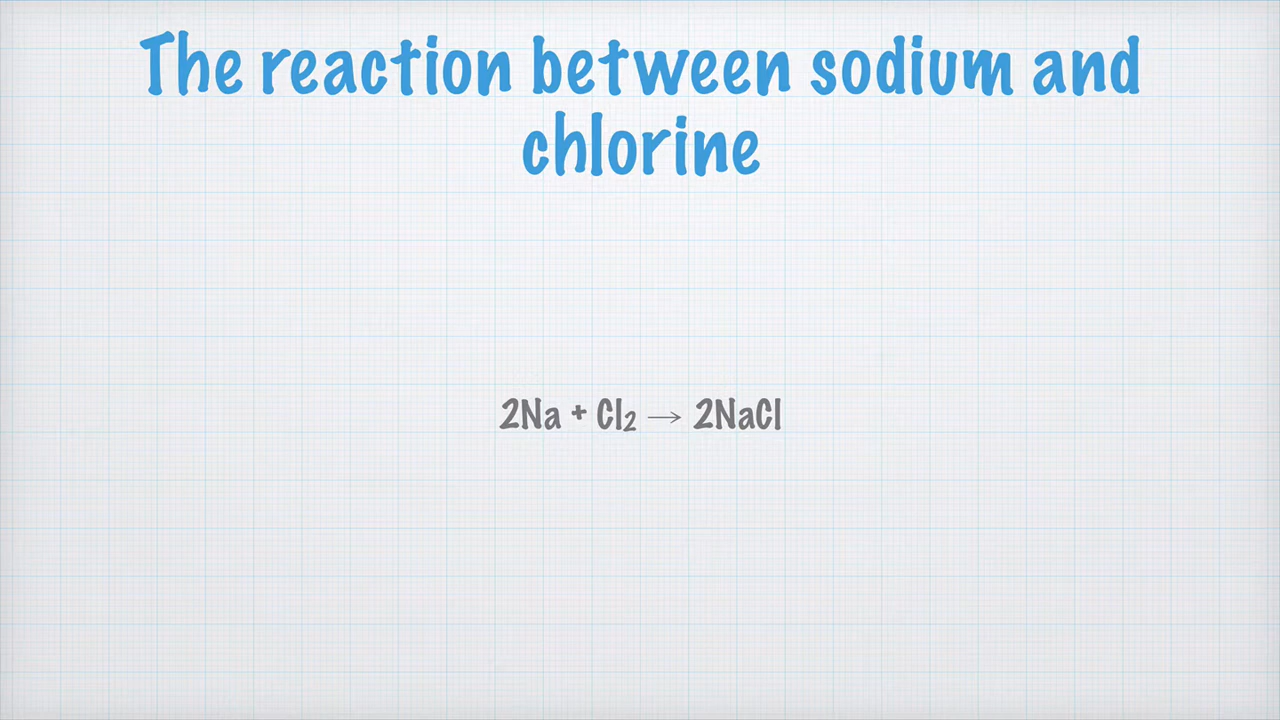 The reaction between sodium and
chlorine
2Na + Cl₂ → 2NaCl